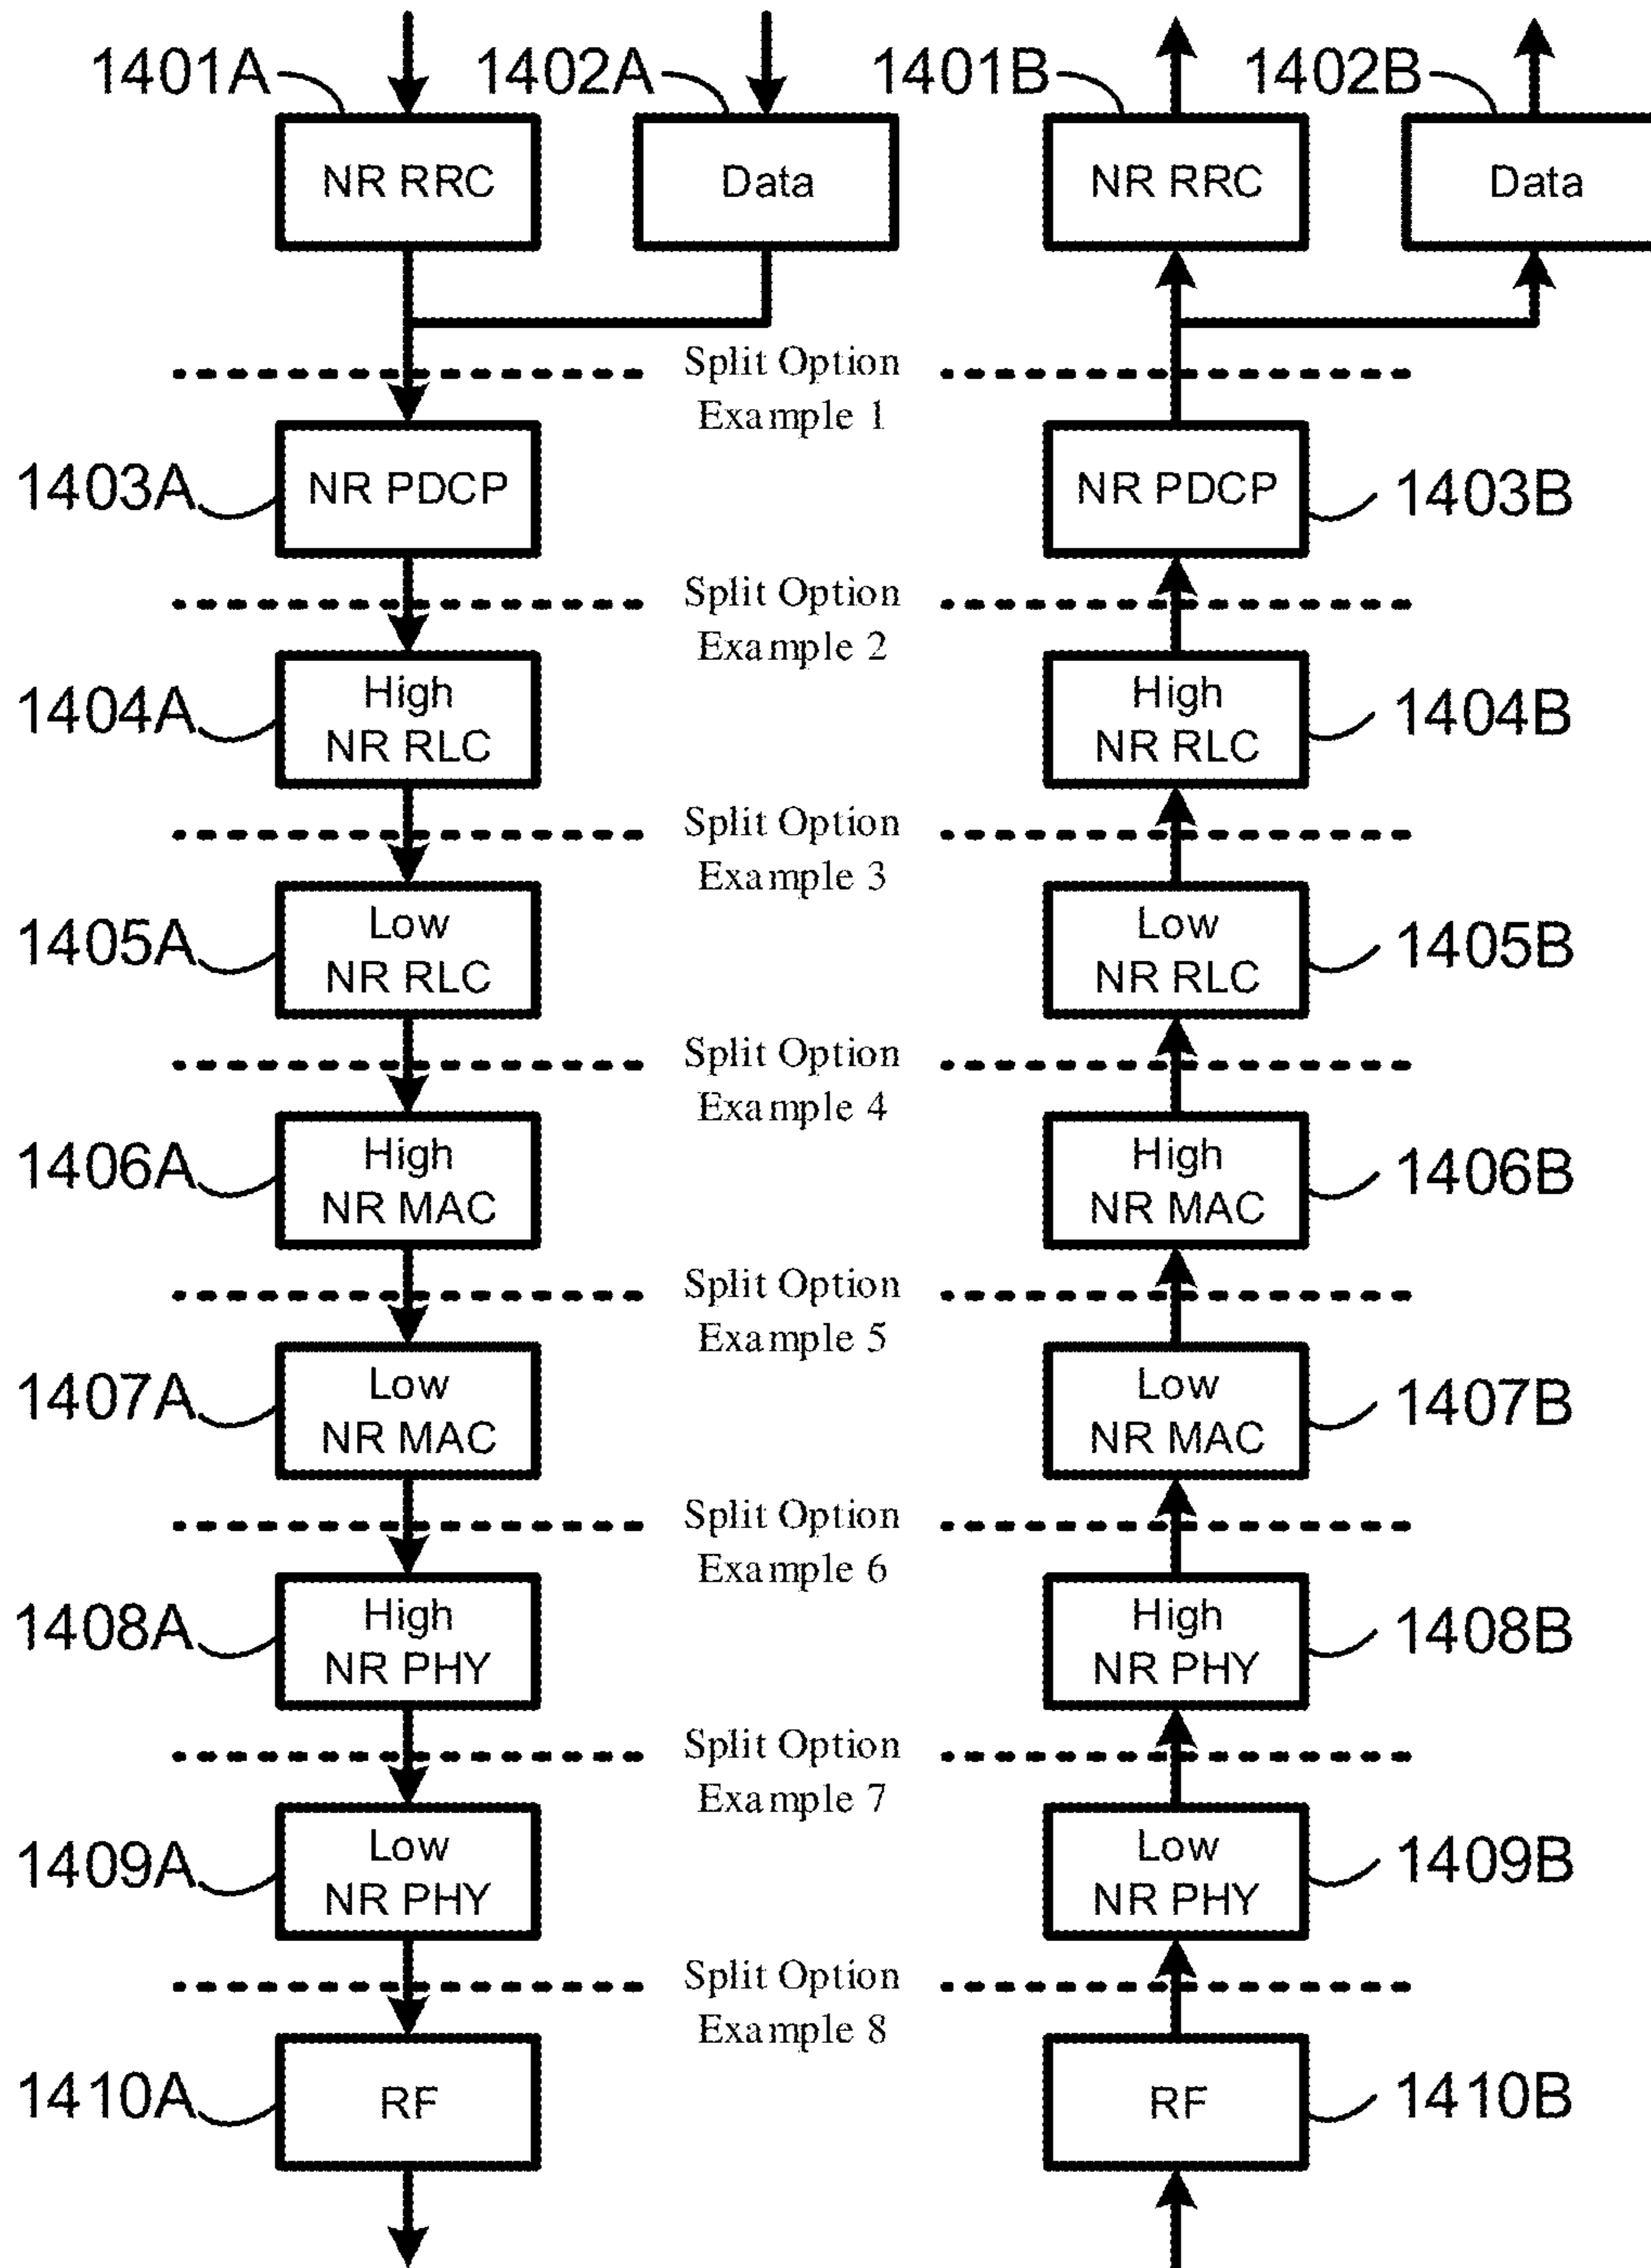 1401A 1402A 1401B 1402B
NR RRC Data NR RRC Data
Split Option
Example 1
1403A NR PDCP NR PDCP 1403B
Split Option
Example 2
1404A High NR RLC High NR RLC 1404B
Split Option
Example 3
1405A Low NR RLC Low NR RLC 1405B
Split Option
Example 4
1406A High NR MAC High NR MAC 1406B
Split Option
Example 5
1407A Low NR MAC Low NR MAC 1407B
Split Option
Example 6
1408A High NR PHY High NR PHY 1408B
Split Option
Example 7
1409A Low NR PHY Low NR PHY 1409B
Split Option
Example 8
1410A RF RF 1410B